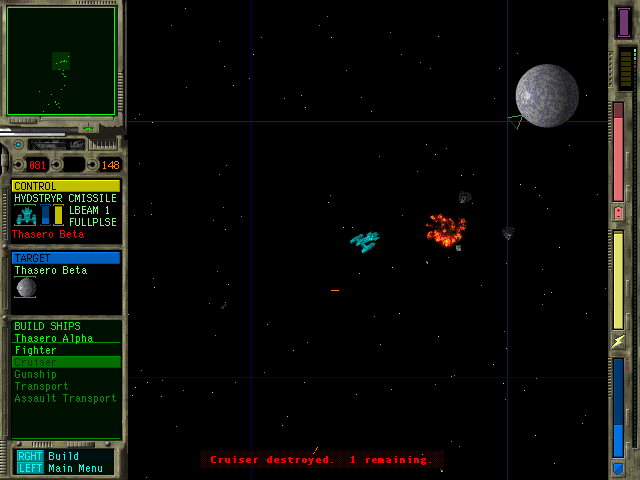 081 148
CONTROL
HVDSTRYR CMISSILE
LBEAM 1
FULLPLSE
Thasero Beta
TARGET
Thasero Beta
BUILD SHIPS
Thasero Alpha
Fighter
Cruiser
Gunship
Transport
Assault Transport
RGHT Build
LEFT Main Menu
Cruiser destroyed. 1 remaining.